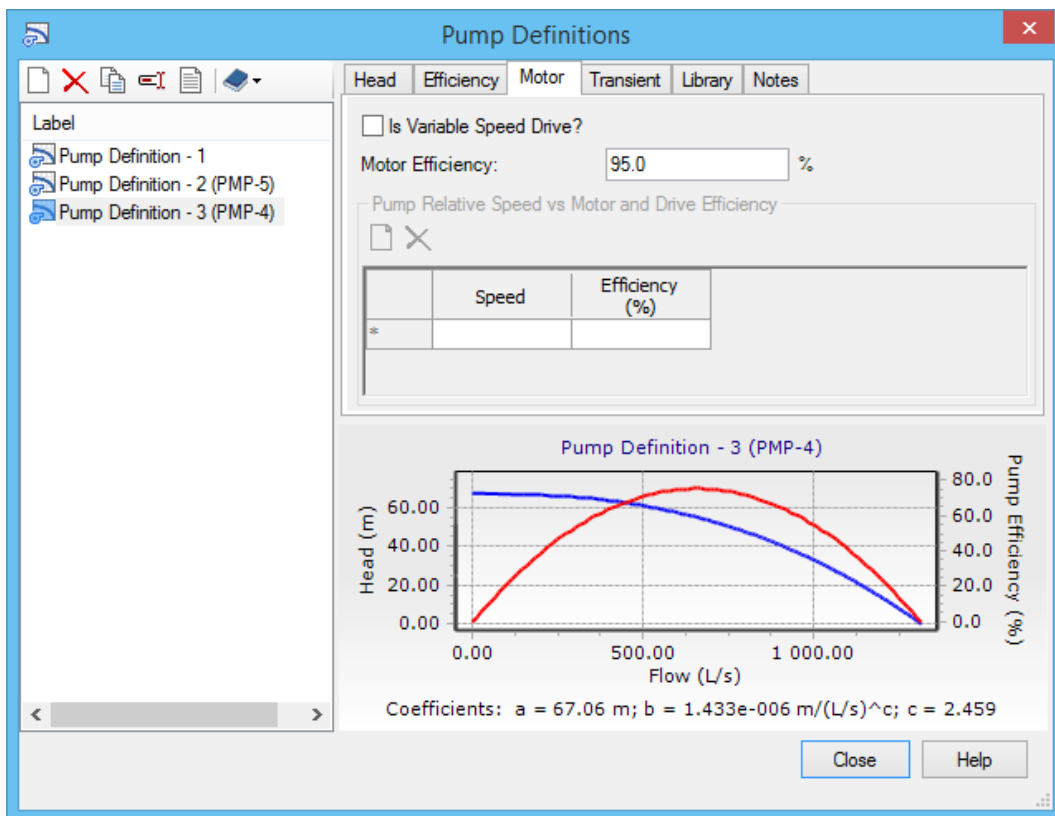 Pump Definitions
Head Efficiency Motor Transient Library Notes
Label
Pump Definition - 1
Pump Definition - 2 (PMP-5)
Pump Definition - 3 (PMP-4)
Is Variable Speed Drive?
Motor Efficiency: 95.0 %
Pump Relative Speed vs Motor and Drive Efficiency
Speed Efficiency
(%)
*
Pump Definition - 3 (PMP-4)
Head (m)
60.00
40.00
20.00
0.00
80.0
60.0
40.0
20.0
0.0
Pump Efficiency (%)
0.00 500.00 1 000.00
Flow (L/s)
Coefficients: a = 67.06 m; b = 1.433e-006 m/(L/s)^c; c = 2.459
Close Help